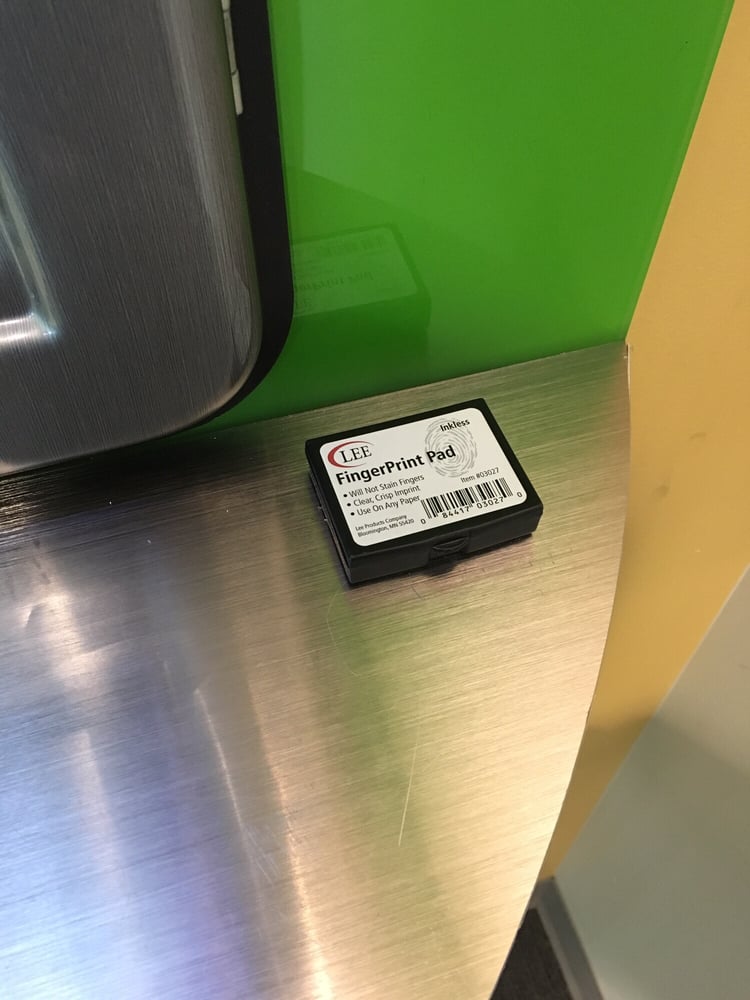 LEE
Inkless
FingerPrint Pad
• Will Not Stain Fingers
• Clear, Crisp Imprint
• Use On Any Paper
Item #03027
Lee Products Company
Bloomington, MN 55420
0 84417 03027 0